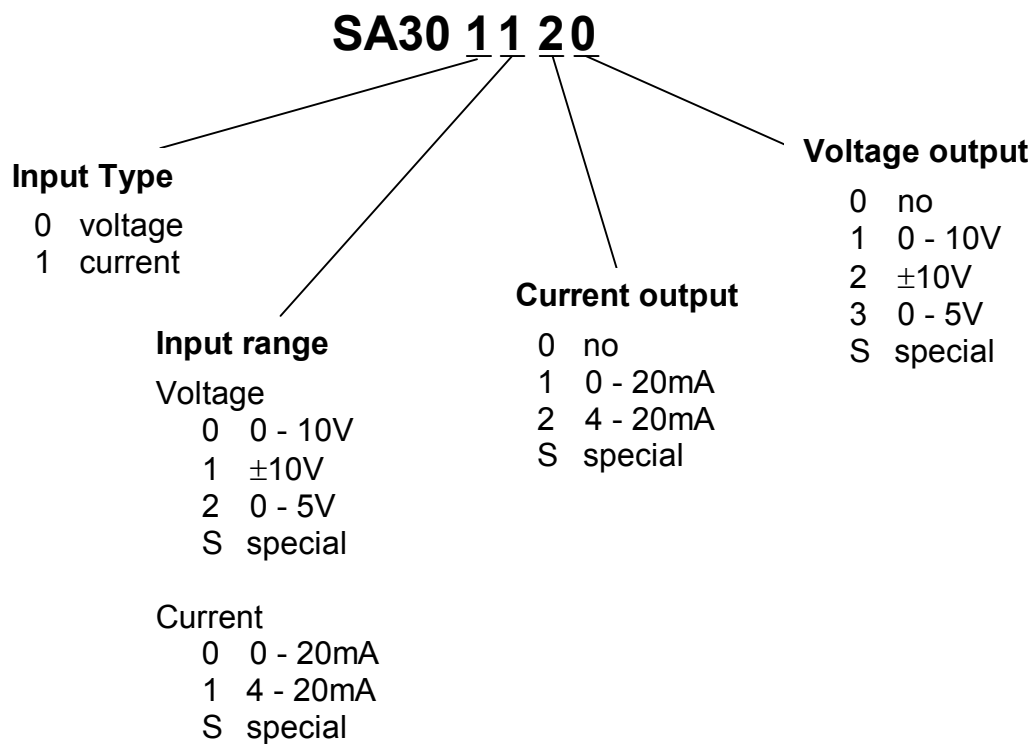 SA30 1 1 2 0
Input Type
0 voltage
1 current
Input range
Voltage
0 0 - 10V
1 ±10V
2 0 - 5V
S special
Current
0 0 - 20mA
1 4 - 20mA
S special
Current output
0 no
1 0 - 20mA
2 4 - 20mA
S special
Voltage output
0 no
1 0 - 10V
2 ±10V
3 0 - 5V
S special